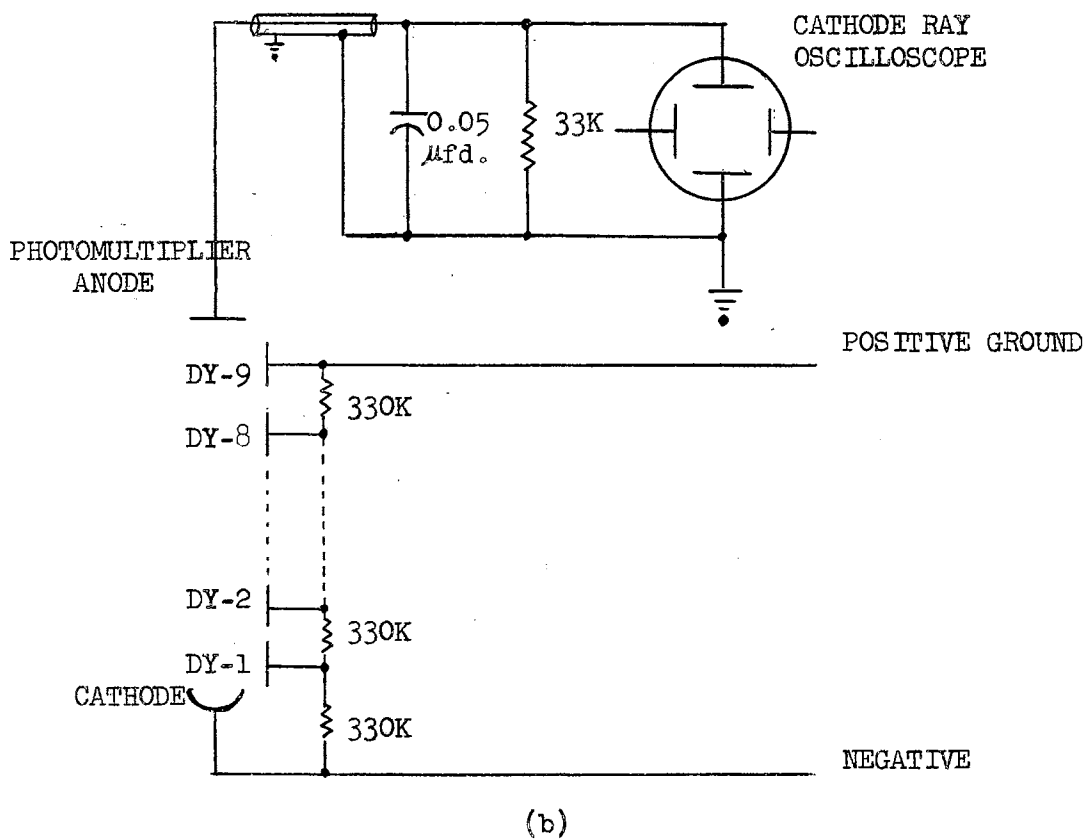 CATHODE RAY
OSCILLOSCOPE
0.05
μfd.
33K
PHOTOMULTIPLIER
ANODE
POSITIVE GROUND
DY-9
330K
DY-8
DY-2
330K
DY-1
CATHODE
330K
NEGATIVE
(b)